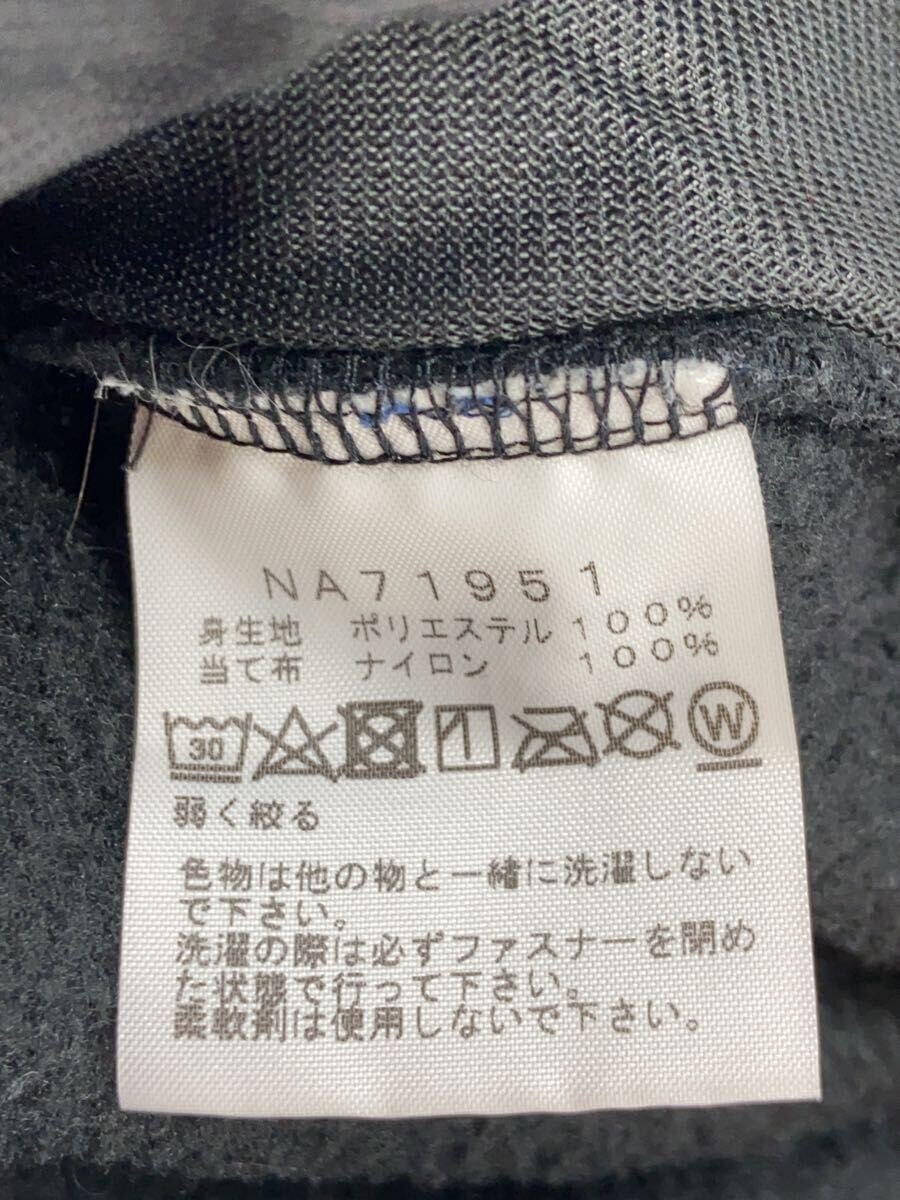 NA71951
身生地 ポリエステル 100%
当て布 ナイロン 100%
30 W
弱く絞る
色物は他の物と一緒に洗濯しない
で下さい。
洗濯の際は必ずファスナーを閉め
た状態で行って下さい。
柔軟剤は使用しないで下さい。